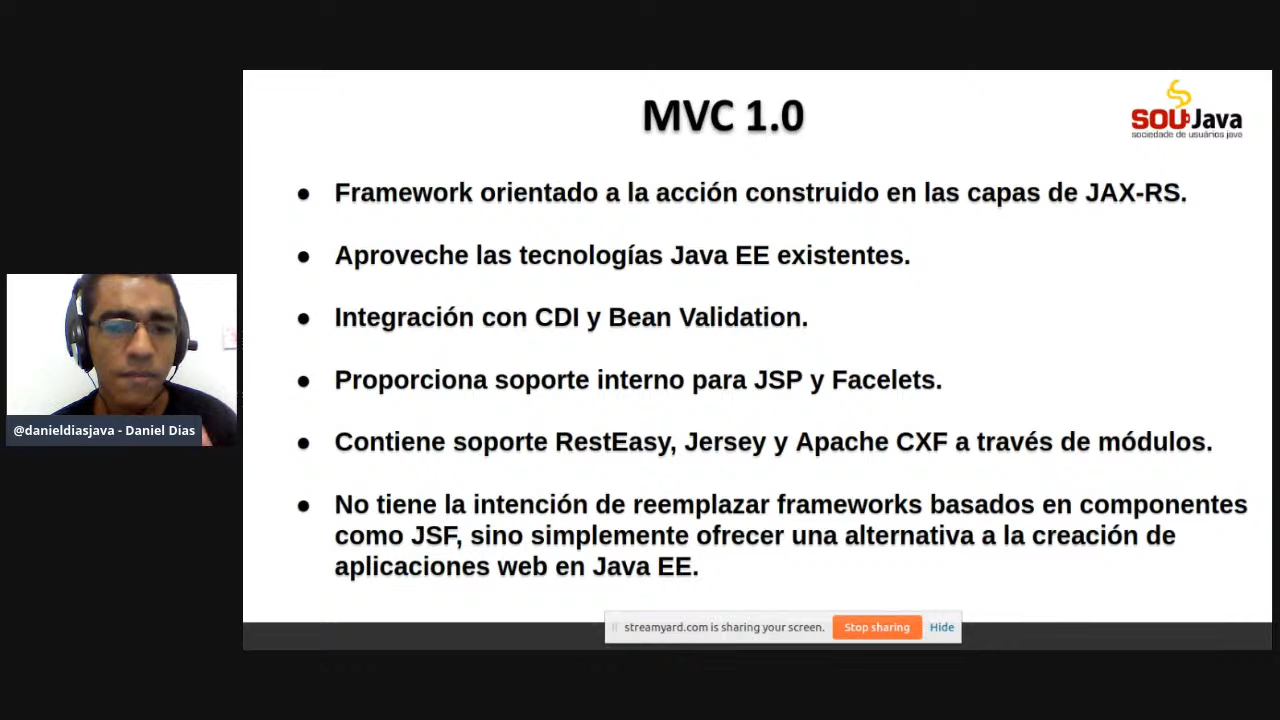 MVC 1.0
SOUJava
sociedade de usuários java
● Framework orientado a la acción construido en las capas de JAX-RS.
● Aproveche las tecnologías Java EE existentes.
● Integración con CDI y Bean Validation.
● Proporciona soporte interno para JSP y Facelets.
● Contiene soporte RestEasy, Jersey y Apache CXF a través de módulos.
● No tiene la intención de reemplazar frameworks basados en componentes
como JSF, sino simplemente ofrecer una alternativa a la creación de
aplicaciones web en Java EE.
@danieldiasjava - Daniel Dias
streamyard.com is sharing your screen. Stop sharing Hide